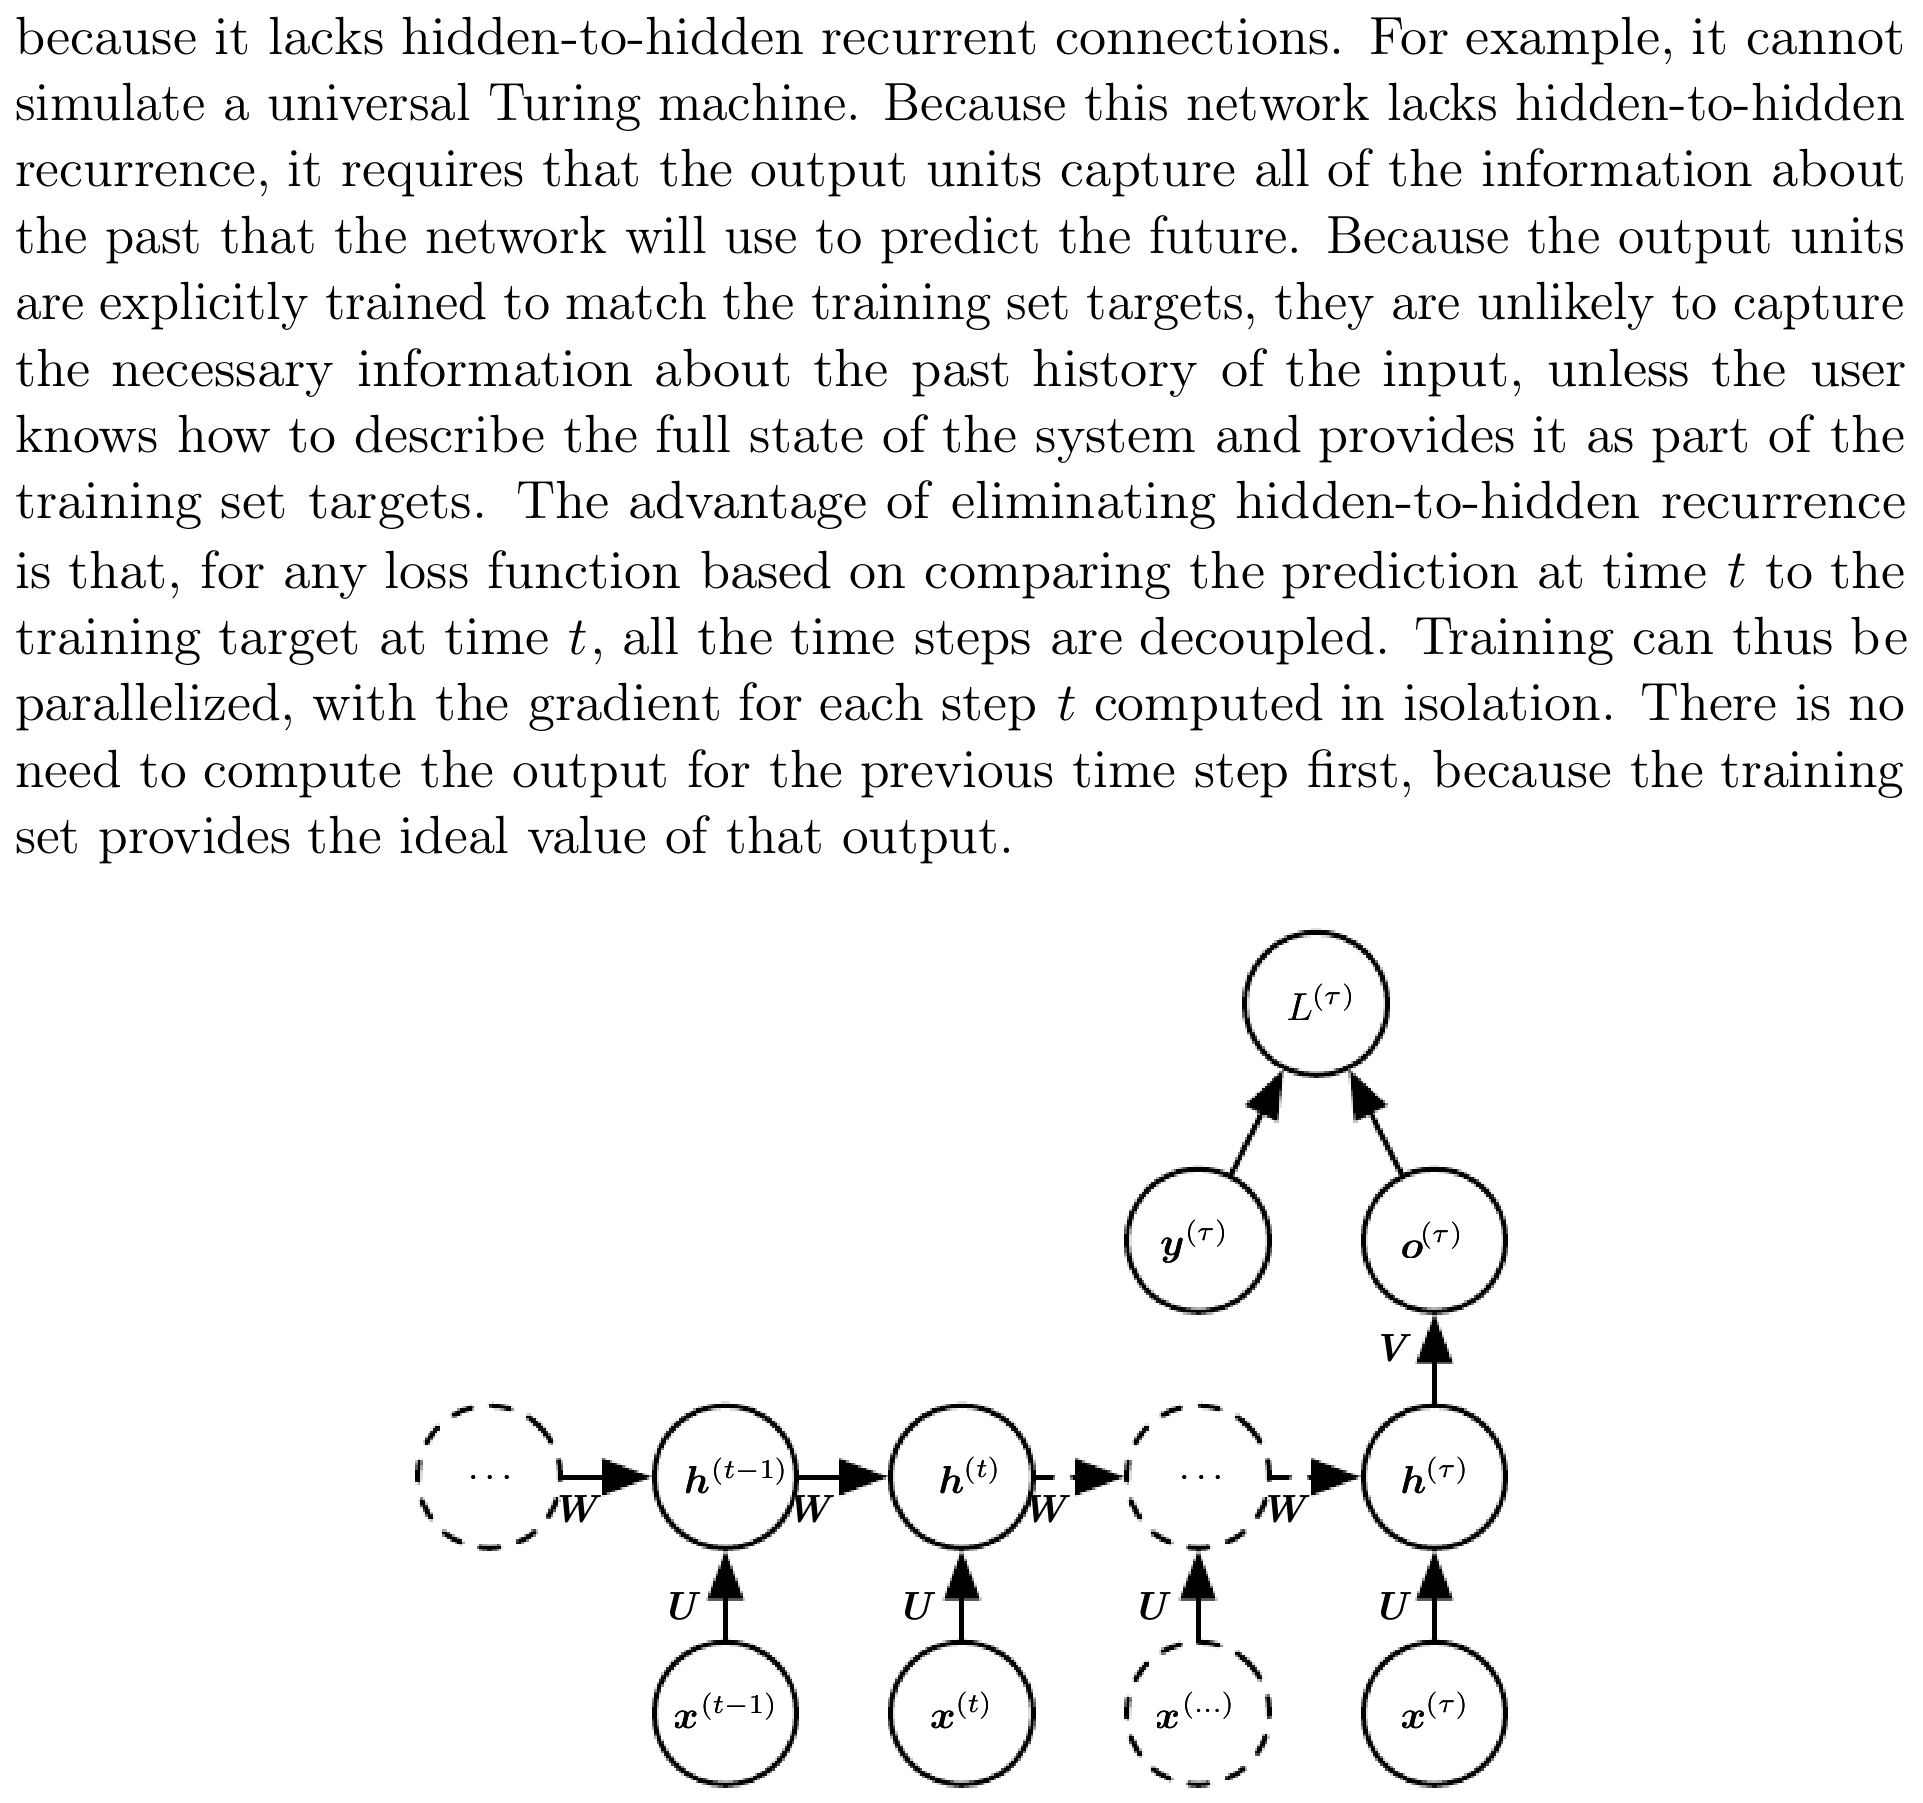 because it lacks hidden-to-hidden recurrent connections. For example, it cannot
simulate a universal Turing machine. Because this network lacks hidden-to-hidden
recurrence, it requires that the output units capture all of the information about
the past that the network will use to predict the future. Because the output units
are explicitly trained to match the training set targets, they are unlikely to capture
the necessary information about the past history of the input, unless the user
knows how to describe the full state of the system and provides it as part of the
training set targets. The advantage of eliminating hidden-to-hidden recurrence
is that, for any loss function based on comparing the prediction at time t to the
training target at time t, all the time steps are decoupled. Training can thus be
parallelized, with the gradient for each step t computed in isolation. There is no
need to compute the output for the previous time step first, because the training
set provides the ideal value of that output.
L^(τ)
y^(τ) o^(τ)
V
... h^(t−1) h^(t) ... h^(τ)
W W W W
U U U U
x^(t−1) x^(t) x^(...) x^(τ)